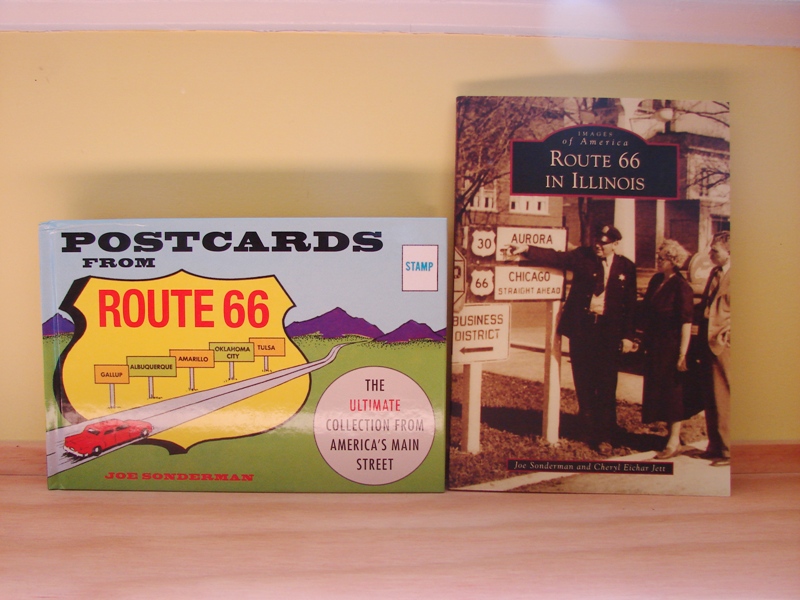 POSTCARDS
FROM
STAMP
ROUTE 66
GALLUP
ALBUQUERQUE
AMARILLO
OKLAHOMA
CITY
TULSA
THE
ULTIMATE
COLLECTION FROM
AMERICA'S MAIN
STREET
JOE SONDERMAN
IMAGES
of America
ROUTE 66
IN ILLINOIS
30
AURORA
66
CHICAGO
STRAIGHT AHEAD
BUSINESS
DISTRICT
Joe Sonderman and Cheryl Eichar Jett